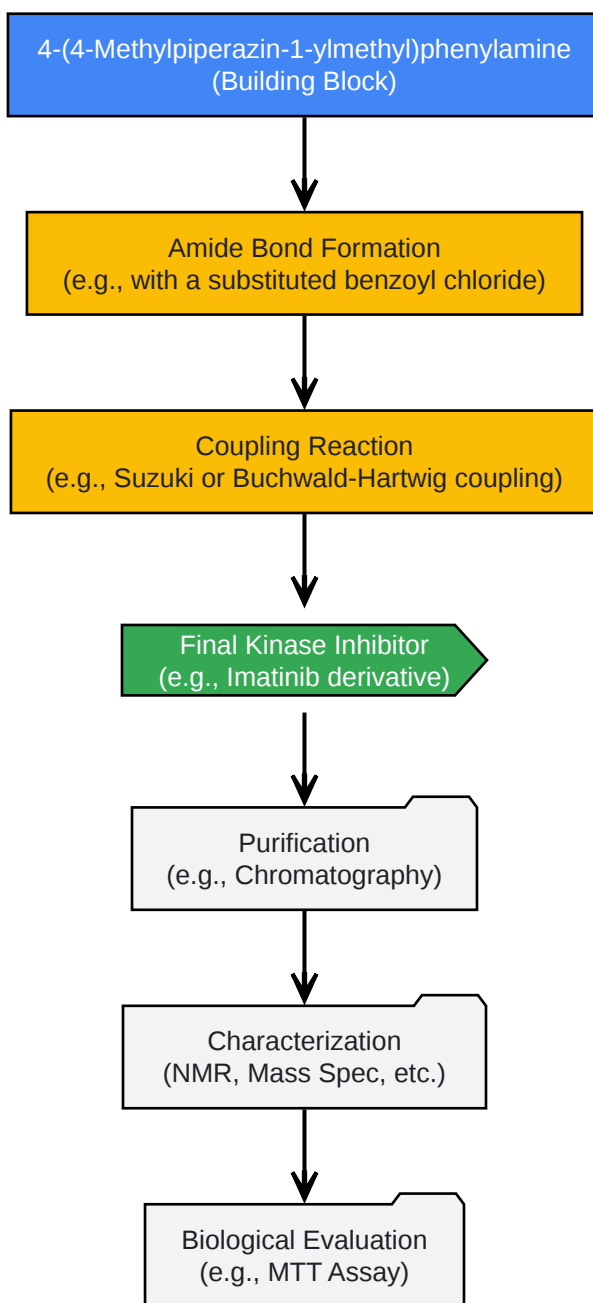 4-(4-Methylpiperazin-1-ylmethyl)phenylamine
(Building Block)
Amide Bond Formation
(e.g., with a substituted benzoyl chloride)
Coupling Reaction
(e.g., Suzuki or Buchwald-Hartwig coupling)
Final Kinase Inhibitor
(e.g., Imatinib derivative)
Purification
(e.g., Chromatography)
Characterization
(NMR, Mass Spec, etc.)
Biological Evaluation
(e.g., MTT Assay)